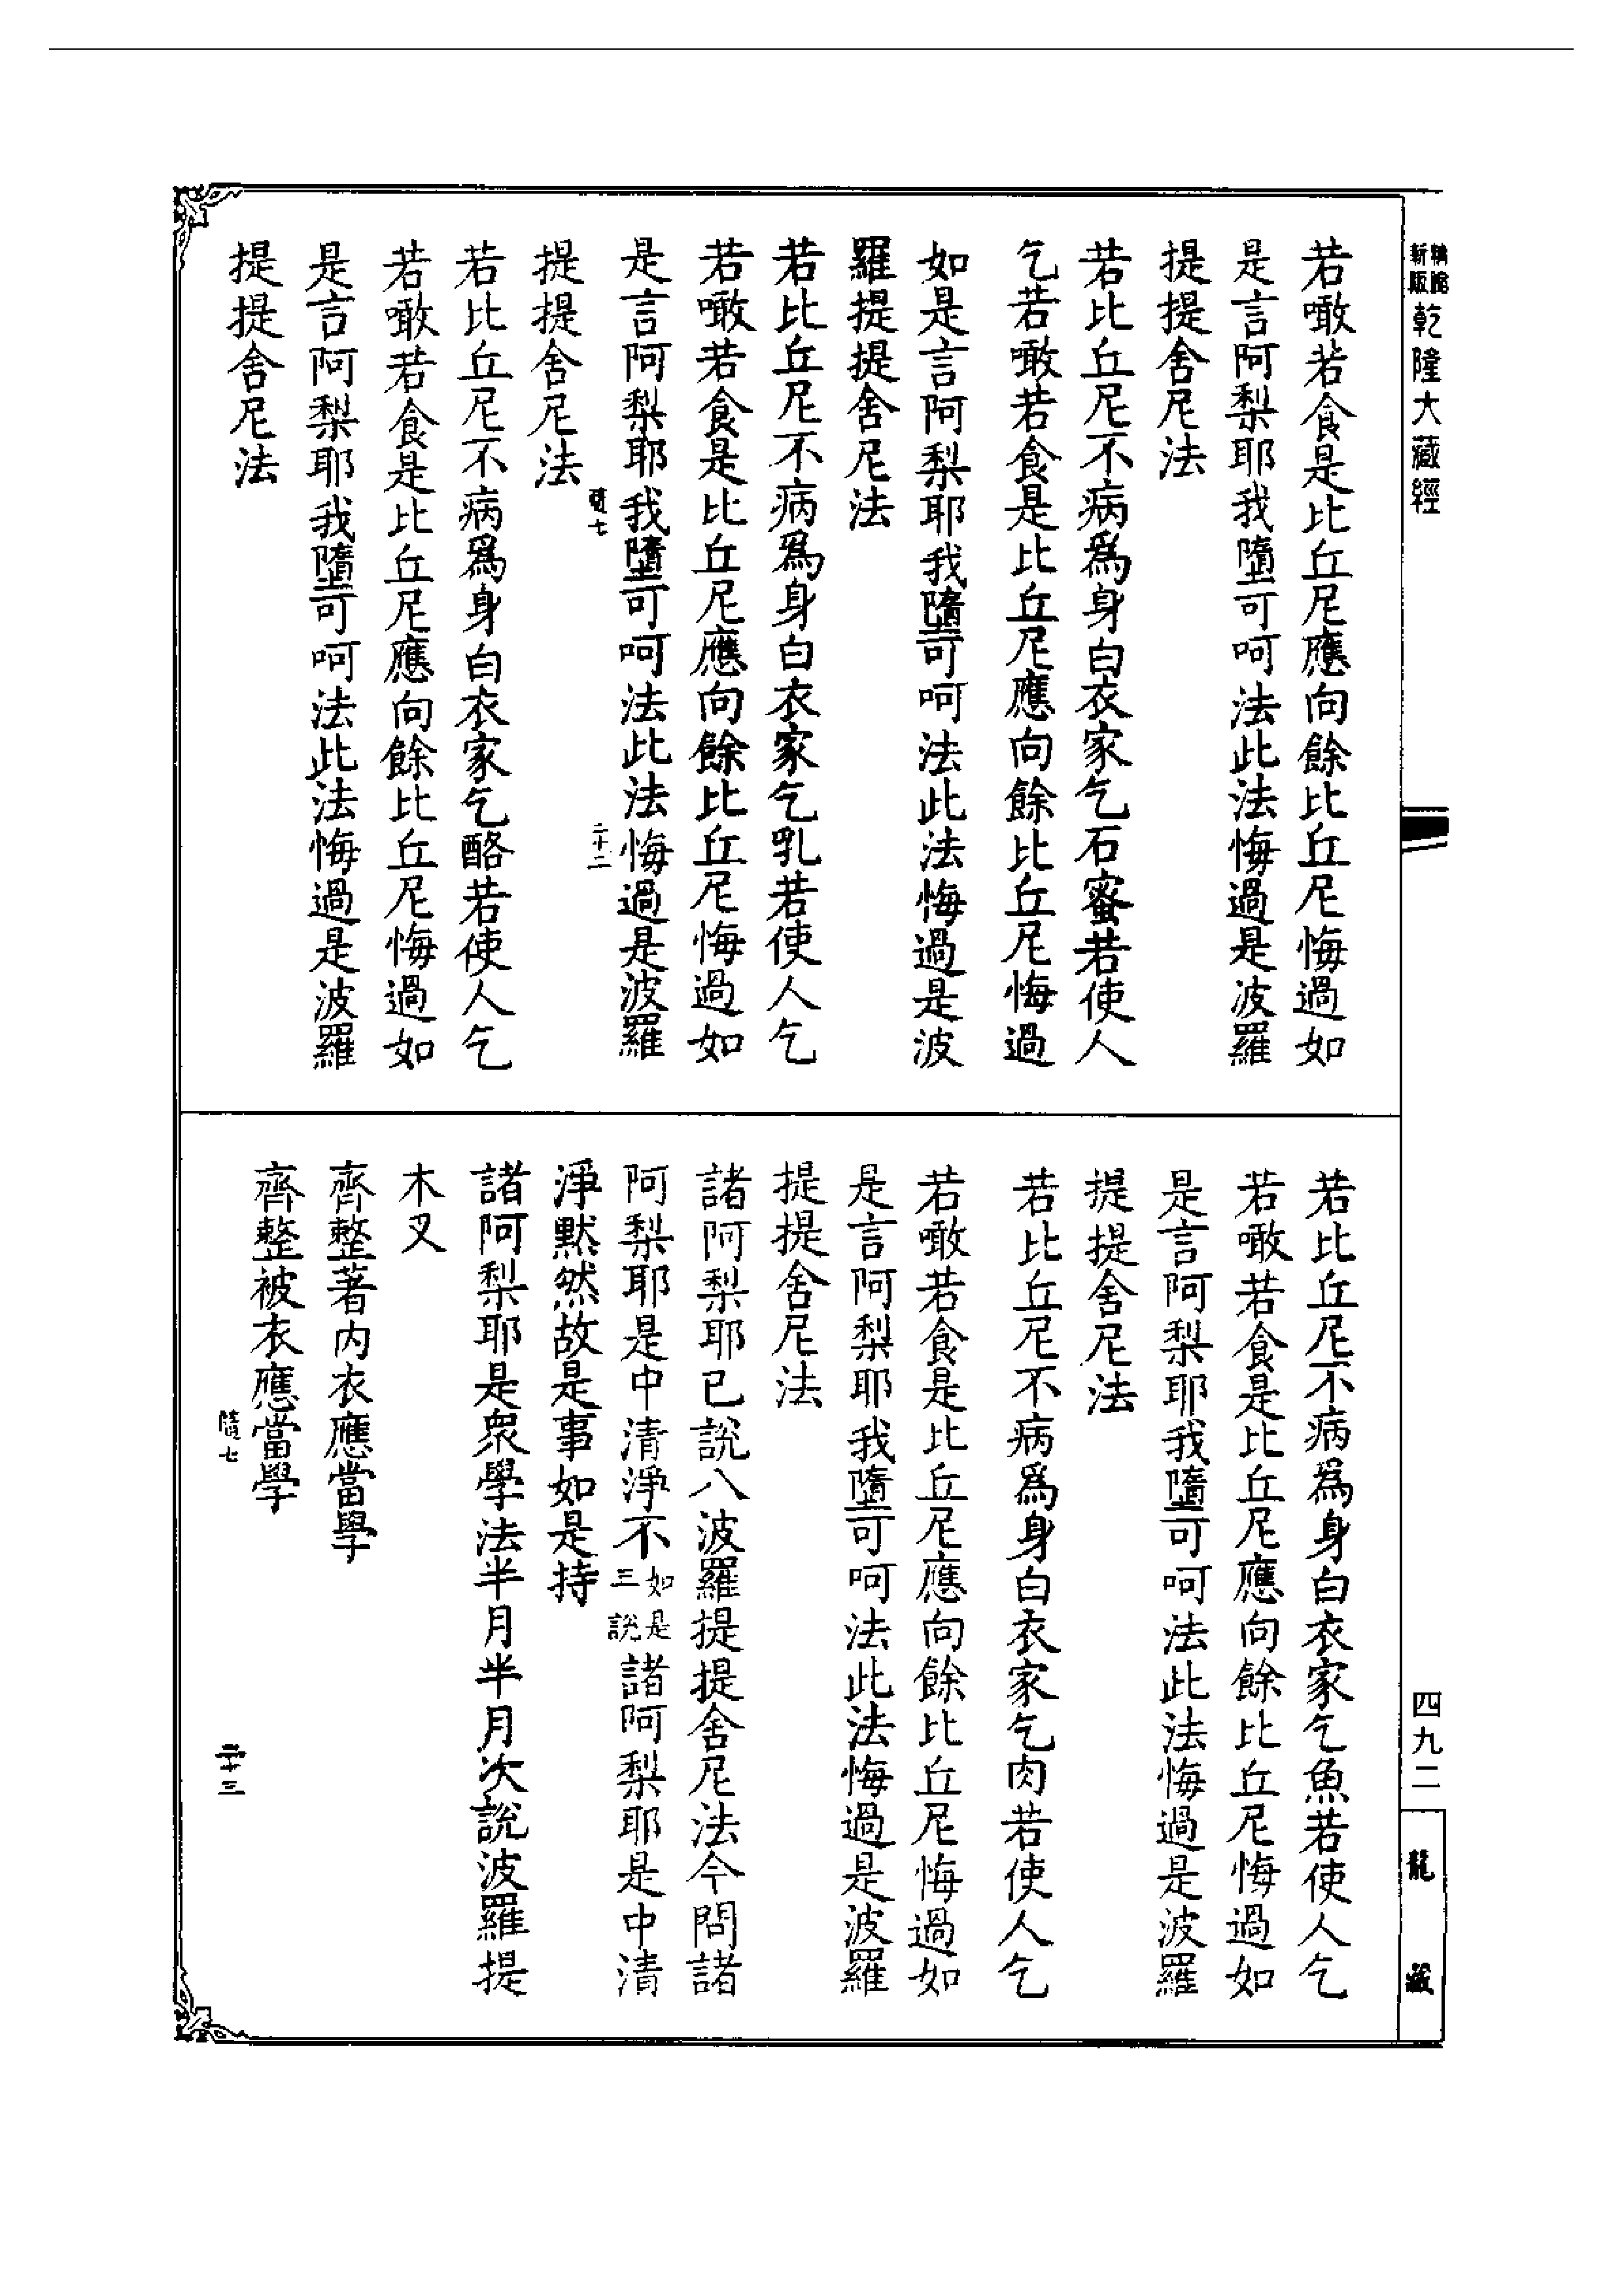 新版
乾隆大藏經
若噉若食是比丘尼應向餘比丘尼悔過如
是言阿梨耶我墮可呵法此法悔過是波羅
提提舍尼法
若比丘尼不病爲身白衣家乞石蜜若使人
乞若噉若食是比丘尼應向餘比丘尼悔過
如是言阿梨耶我墮可呵法此法悔過是波
羅提提舍尼法
若比丘尼不病爲身白衣家乞乳若使人乞
若噉若食是比丘尼應向餘比丘尼悔過如
是言阿梨耶我墮可呵法此法悔過是波羅
隨七
二十二
提提舍尼法
若比丘尼不病爲身白衣家乞酪若使人乞
若噉若食是比丘尼應向餘比丘尼悔過如
是言阿梨耶我墮可呵法此法悔過是波羅
提提舍尼法
若比丘尼不病爲身白衣家乞魚若使人乞
若噉若食是比丘尼應向餘比丘尼悔過如
是言阿梨耶我墮可呵法此法悔過是波羅
提提舍尼法
若比丘尼不病爲身白衣家乞肉若使人乞
若噉若食是比丘尼應向餘比丘尼悔過如
是言阿梨耶我墮可呵法此法悔過是波羅
提提舍尼法
諸阿梨耶已說八波羅提提舍尼法今問諸
阿梨耶是中清淨不如是三說諸阿梨耶是中清
淨默然故是事如是持
諸阿梨耶是衆學法半月半月次說波羅提
木叉
齊整著內衣應當學
齊整被衣應當學
隨七
二十三
四九二
龍藏